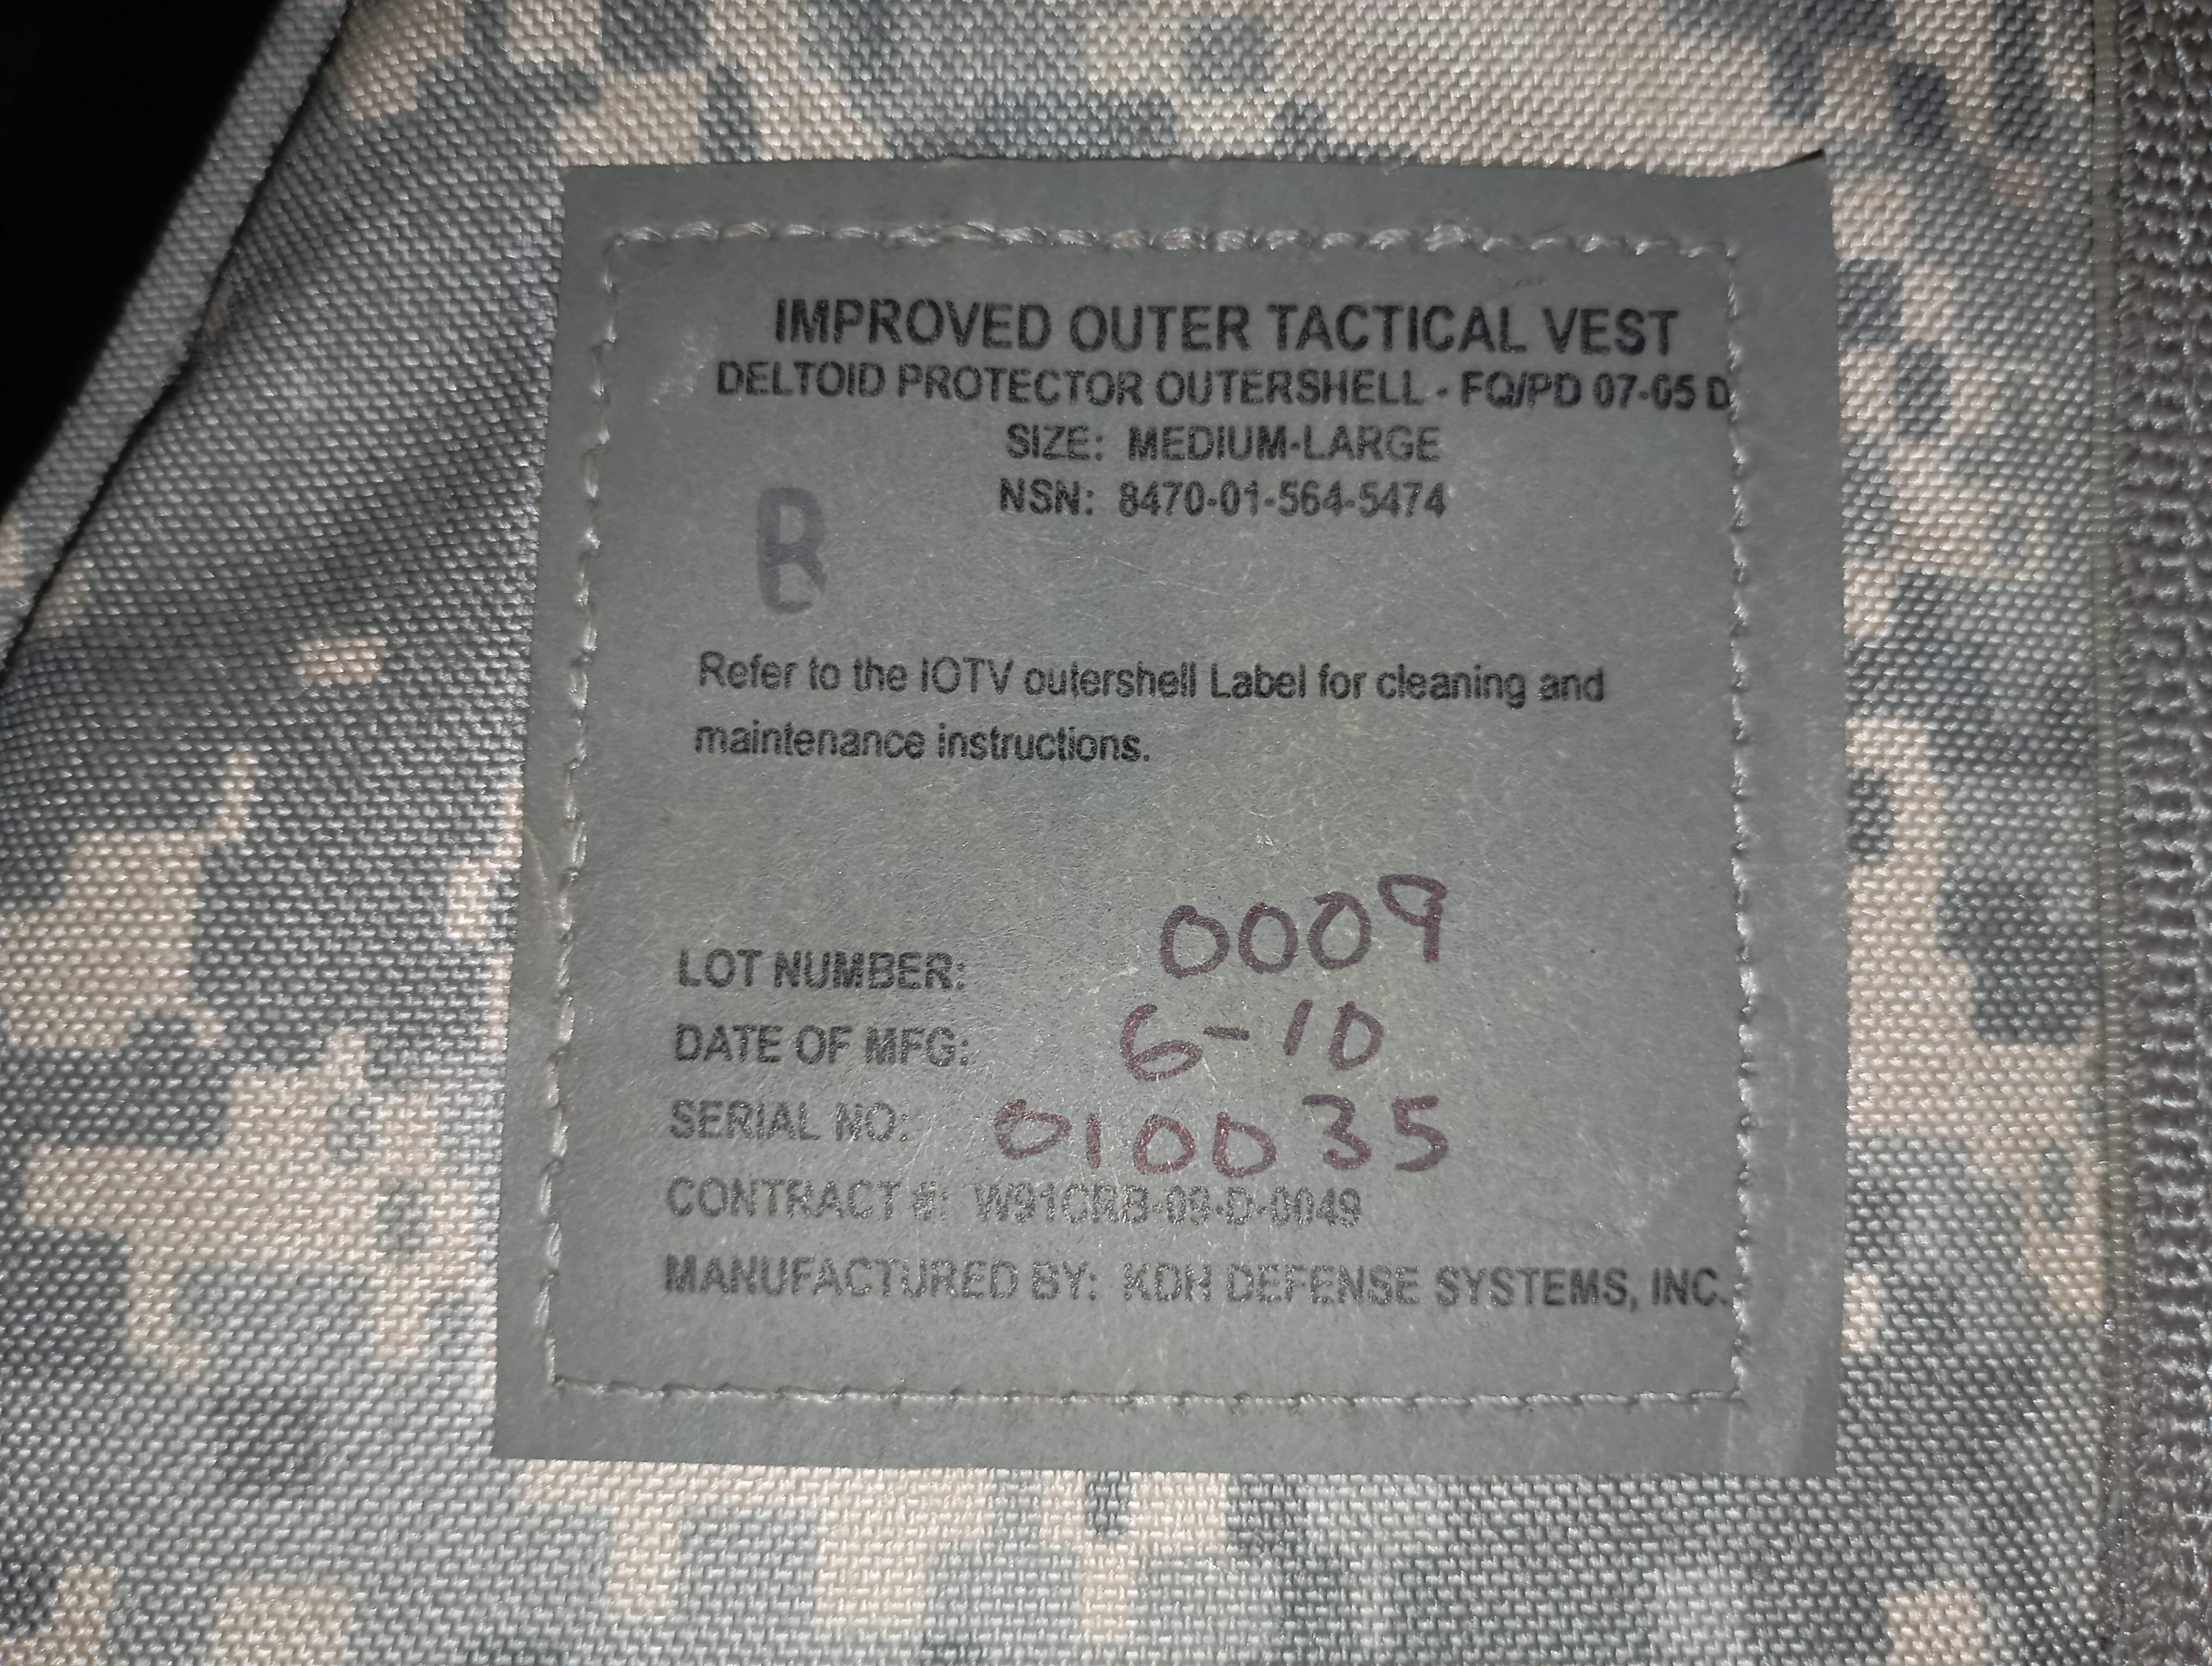 IMPROVED OUTER TACTICAL VEST
DELTOID PROTECTOR OUTERSHELL - FQ/PD 07-05 D
SIZE: MEDIUM-LARGE
NSN: 8470-01-564-5474
B
Refer to the IOTV outershell Label for cleaning and
maintenance instructions.
LOT NUMBER: 0009
DATE OF MFG: 6-10
SERIAL NO: 010035
CONTRACT #: W91CRB-09-D-0049
MANUFACTURED BY: KDH DEFENSE SYSTEMS, INC.